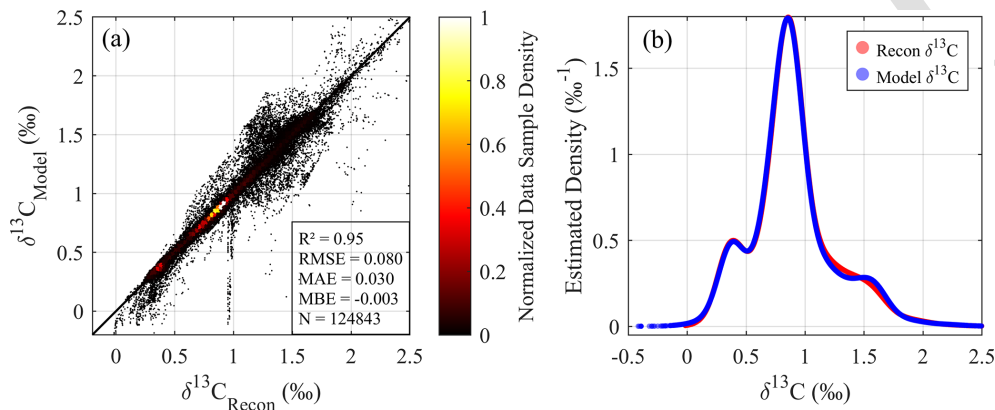 (a)
2.5
2
1.5
1
0.5
0
0
0.5
1
1.5
2
2.5
δ¹³C_Model (‰)
δ¹³C_Recon (‰)
R² = 0.95
RMSE = 0.080
MAE = 0.030
MBE = -0.003
N = 124843
1
0.8
0.6
0.4
0.2
0
Normalized Data Sample Density
(b)
Recon δ¹³C
Model δ¹³C
1.5
1
0.5
0
Estimated Density (‰⁻¹)
-0.5
0
0.5
1
1.5
2
2.5
δ¹³C (‰)